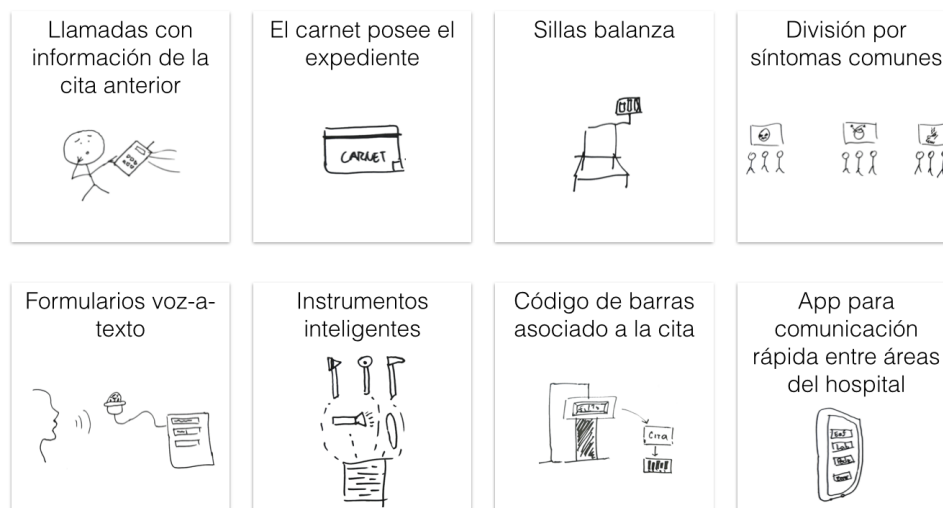 Llamadas con
información de la
cita anterior
El carnet posee el
expediente
CARNET
Sillas balanza
División por
síntomas comunes
Formularios voz-a-
texto
Instrumentos
inteligentes
Código de barras
asociado a la cita
Cita
App para
comunicación
rápida entre áreas
del hospital